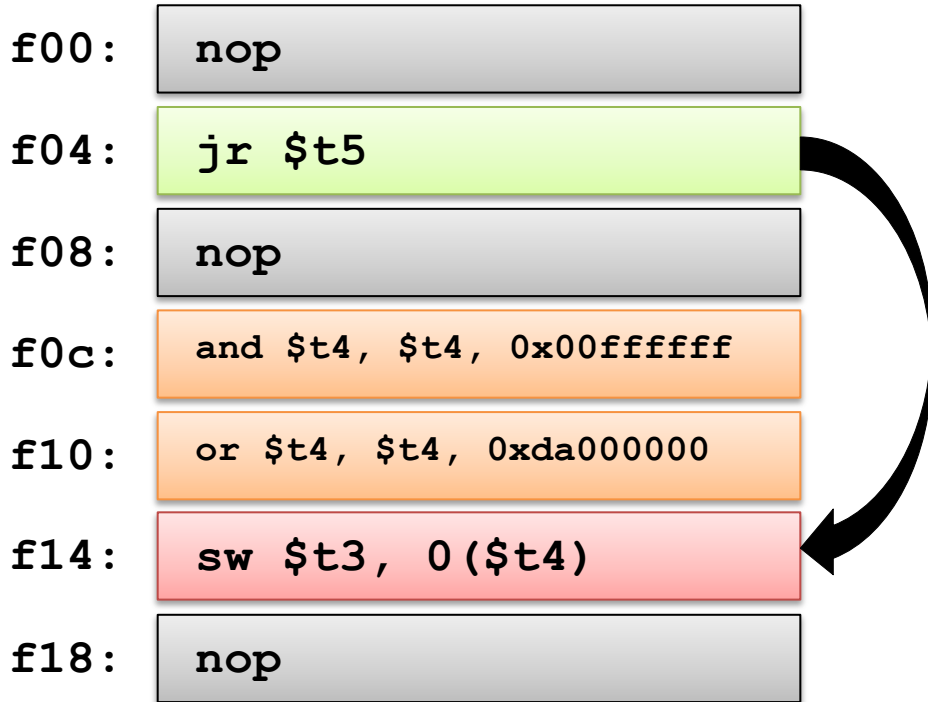 f00: nop
f04: jr $t5
f08: nop
f0c: and $t4, $t4, 0x00ffffff
f10: or $t4, $t4, 0xda000000
f14: sw $t3, 0($t4)
f18: nop